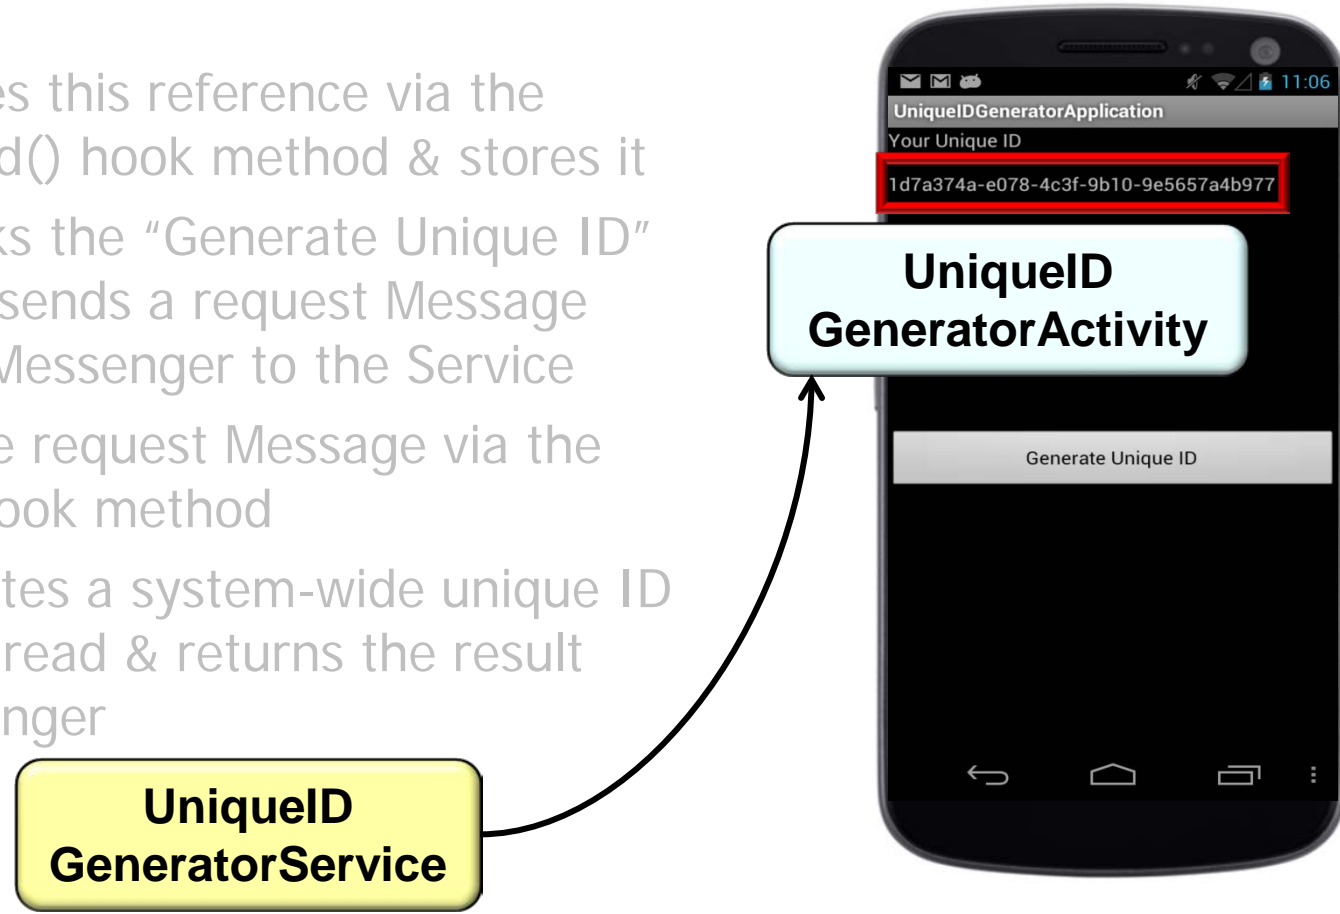 es this reference via the
d() hook method & stores it
ks the “Generate Unique ID”
sends a request Message
Messenger to the Service
e request Message via the
ook method
tes a system-wide unique ID
read & returns the result
nger
UniqueID
GeneratorService
11:06
UniqueIDGeneratorApplication
Your Unique ID
1d7a374a-e078-4c3f-9b10-9e5657a4b977
UniqueID
GeneratorActivity
Generate Unique ID